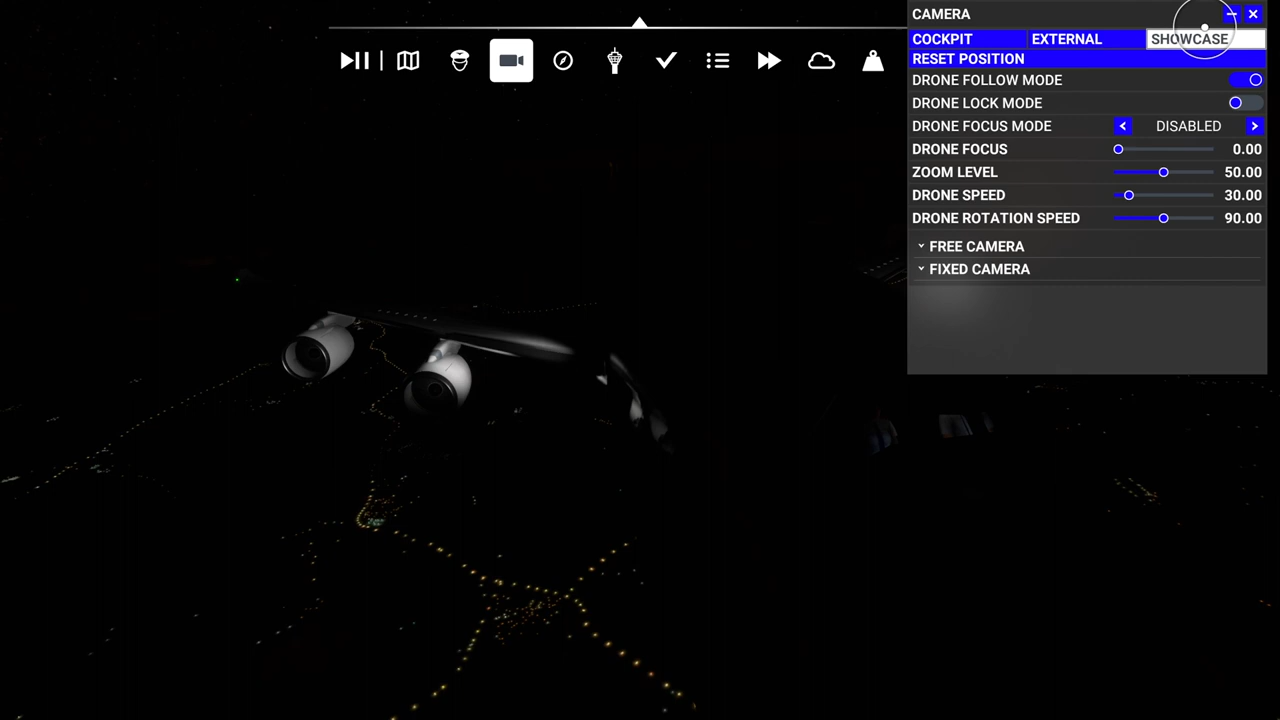 CAMERA
COCKPIT EXTERNAL SHOWCASE
RESET POSITION
DRONE FOLLOW MODE
DRONE LOCK MODE
DRONE FOCUS MODE DISABLED
DRONE FOCUS 0.00
ZOOM LEVEL 50.00
DRONE SPEED 30.00
DRONE ROTATION SPEED 90.00
FREE CAMERA
FIXED CAMERA